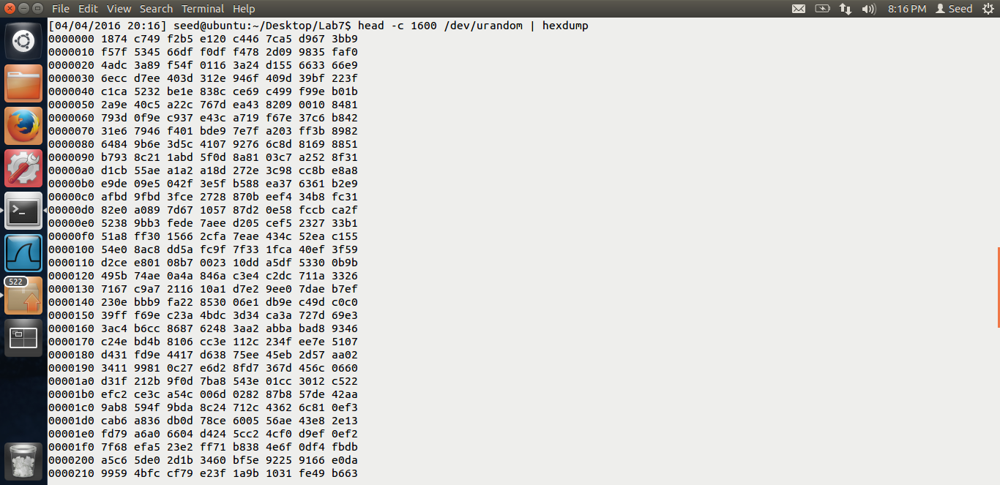 File Edit View Search Terminal Help 8:16 PM Seed
[04/04/2016 20:16] seed@ubuntu:~/Desktop/Lab7$ head -c 1600 /dev/urandom | hexdump
0000000 1874 c749 f2b5 e120 c446 7ca5 d967 3bb9
0000010 f57f 5345 66df f0df f478 2d09 9835 faf0
0000020 4adc 3a89 f54f 0116 3a24 d155 6633 66e9
0000030 6ecc d7ee 403d 312e 946f 409d 39bf 223f
0000040 c1ca 5232 be1e 838c ce69 c499 f99e b01b
0000050 2a9e 40c5 a22c 767d ea43 8209 0010 8481
0000060 793d 0f9e c937 e43c a719 f67e 37c6 b842
0000070 31e6 7946 f401 bde9 7e7f a203 ff3b 8982
0000080 6484 9b6e 3d5c 4107 9276 6c8d 8169 8851
0000090 b793 8c21 1abd 5f0d 8a81 03c7 a252 8f31
00000a0 d1cb 55ae a1a2 a18d 272e 3c98 cc8b e8a8
00000b0 e9de 09e5 042f 3e5f b588 ea37 6361 b2e9
00000c0 afbd 9fbd 3fce 2728 870b eef4 34b8 fc31
00000d0 82e0 a089 7d67 1057 87d2 0e58 fccb ca2f
00000e0 5238 9bb3 fede 7aee d205 cef5 2327 33b1
00000f0 51a8 ff30 1566 2cfa 7eae 434c 52ea c155
0000100 54e0 8ac8 dd5a fc9f 7f33 1fca 40ef 3f59
0000110 d2ce e801 08b7 0023 10dd a5df 5330 0b9b
0000120 495b 74ae 0a4a 846a c3e4 c2dc 711a 3326
0000130 7167 c9a7 2116 10a1 d7e2 9ee0 7dae b7ef
0000140 230e bbb9 fa22 8530 06e1 db9e c49d c0c0
0000150 39ff f69e c23a 4bdc 3d34 ca3a 727d 69e3
0000160 3ac4 b6cc 8687 6248 3aa2 abba bad8 9346
0000170 c24e bd4b 8106 cc3e 112c 234f ee7e 5107
0000180 d431 fd9e 4417 d638 75ee 45eb 2d57 aa02
0000190 3411 9981 0c27 e6d2 8fd7 367d 456c 0660
00001a0 d31f 212b 9f0d 7ba8 543e 01cc 3012 c522
00001b0 efc2 ce3c a54c 006d 0282 87b8 57de 42aa
00001c0 9ab8 594f 9bda 8c24 712c 4362 6c81 0ef3
00001d0 cab6 a836 db0d 78ce 6005 56ae 43e8 2e13
00001e0 fd79 a6a0 6604 d424 5cc2 4cf0 d9ef 0ef2
00001f0 7f68 efa5 23e2 ff71 b838 4e6f 0df4 fbdb
0000200 a5c6 5de0 2d1b 3460 bf5e 9225 9166 e0da
0000210 9959 4bfc cf79 e23f 1a9b 1031 fe49 b663
522